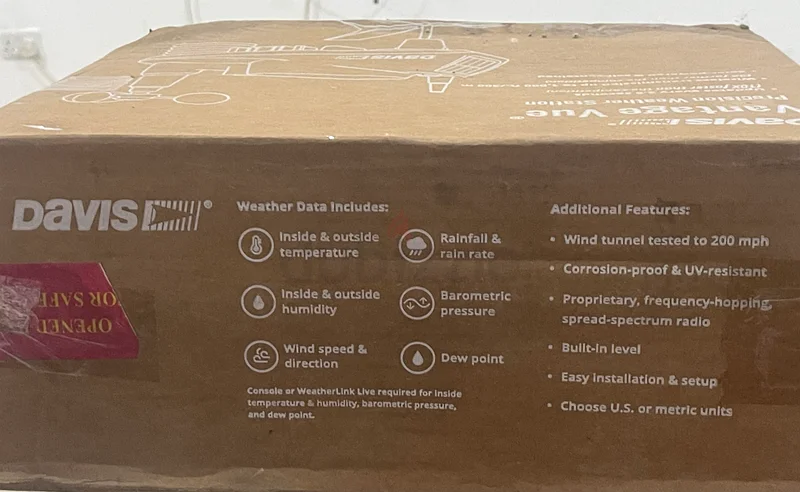 DAVIS
DAVIS
Vantage Vue®
Precision Weather Station
DAVIS ®
OPENED
OR SAFE
Weather Data Includes:
Inside & outside
temperature
Rainfall &
rain rate
Inside & outside
humidity
Barometric
pressure
Wind speed &
direction
Dew point
Console or WeatherLink Live required for inside
temperature & humidity, barometric pressure,
and dew point.
Additional Features:
• Wind tunnel tested to 200 mph
• Corrosion-proof & UV-resistant
• Proprietary, frequency-hopping,
spread-spectrum radio
• Built-in level
• Easy installation & setup
• Choose U.S. or metric units